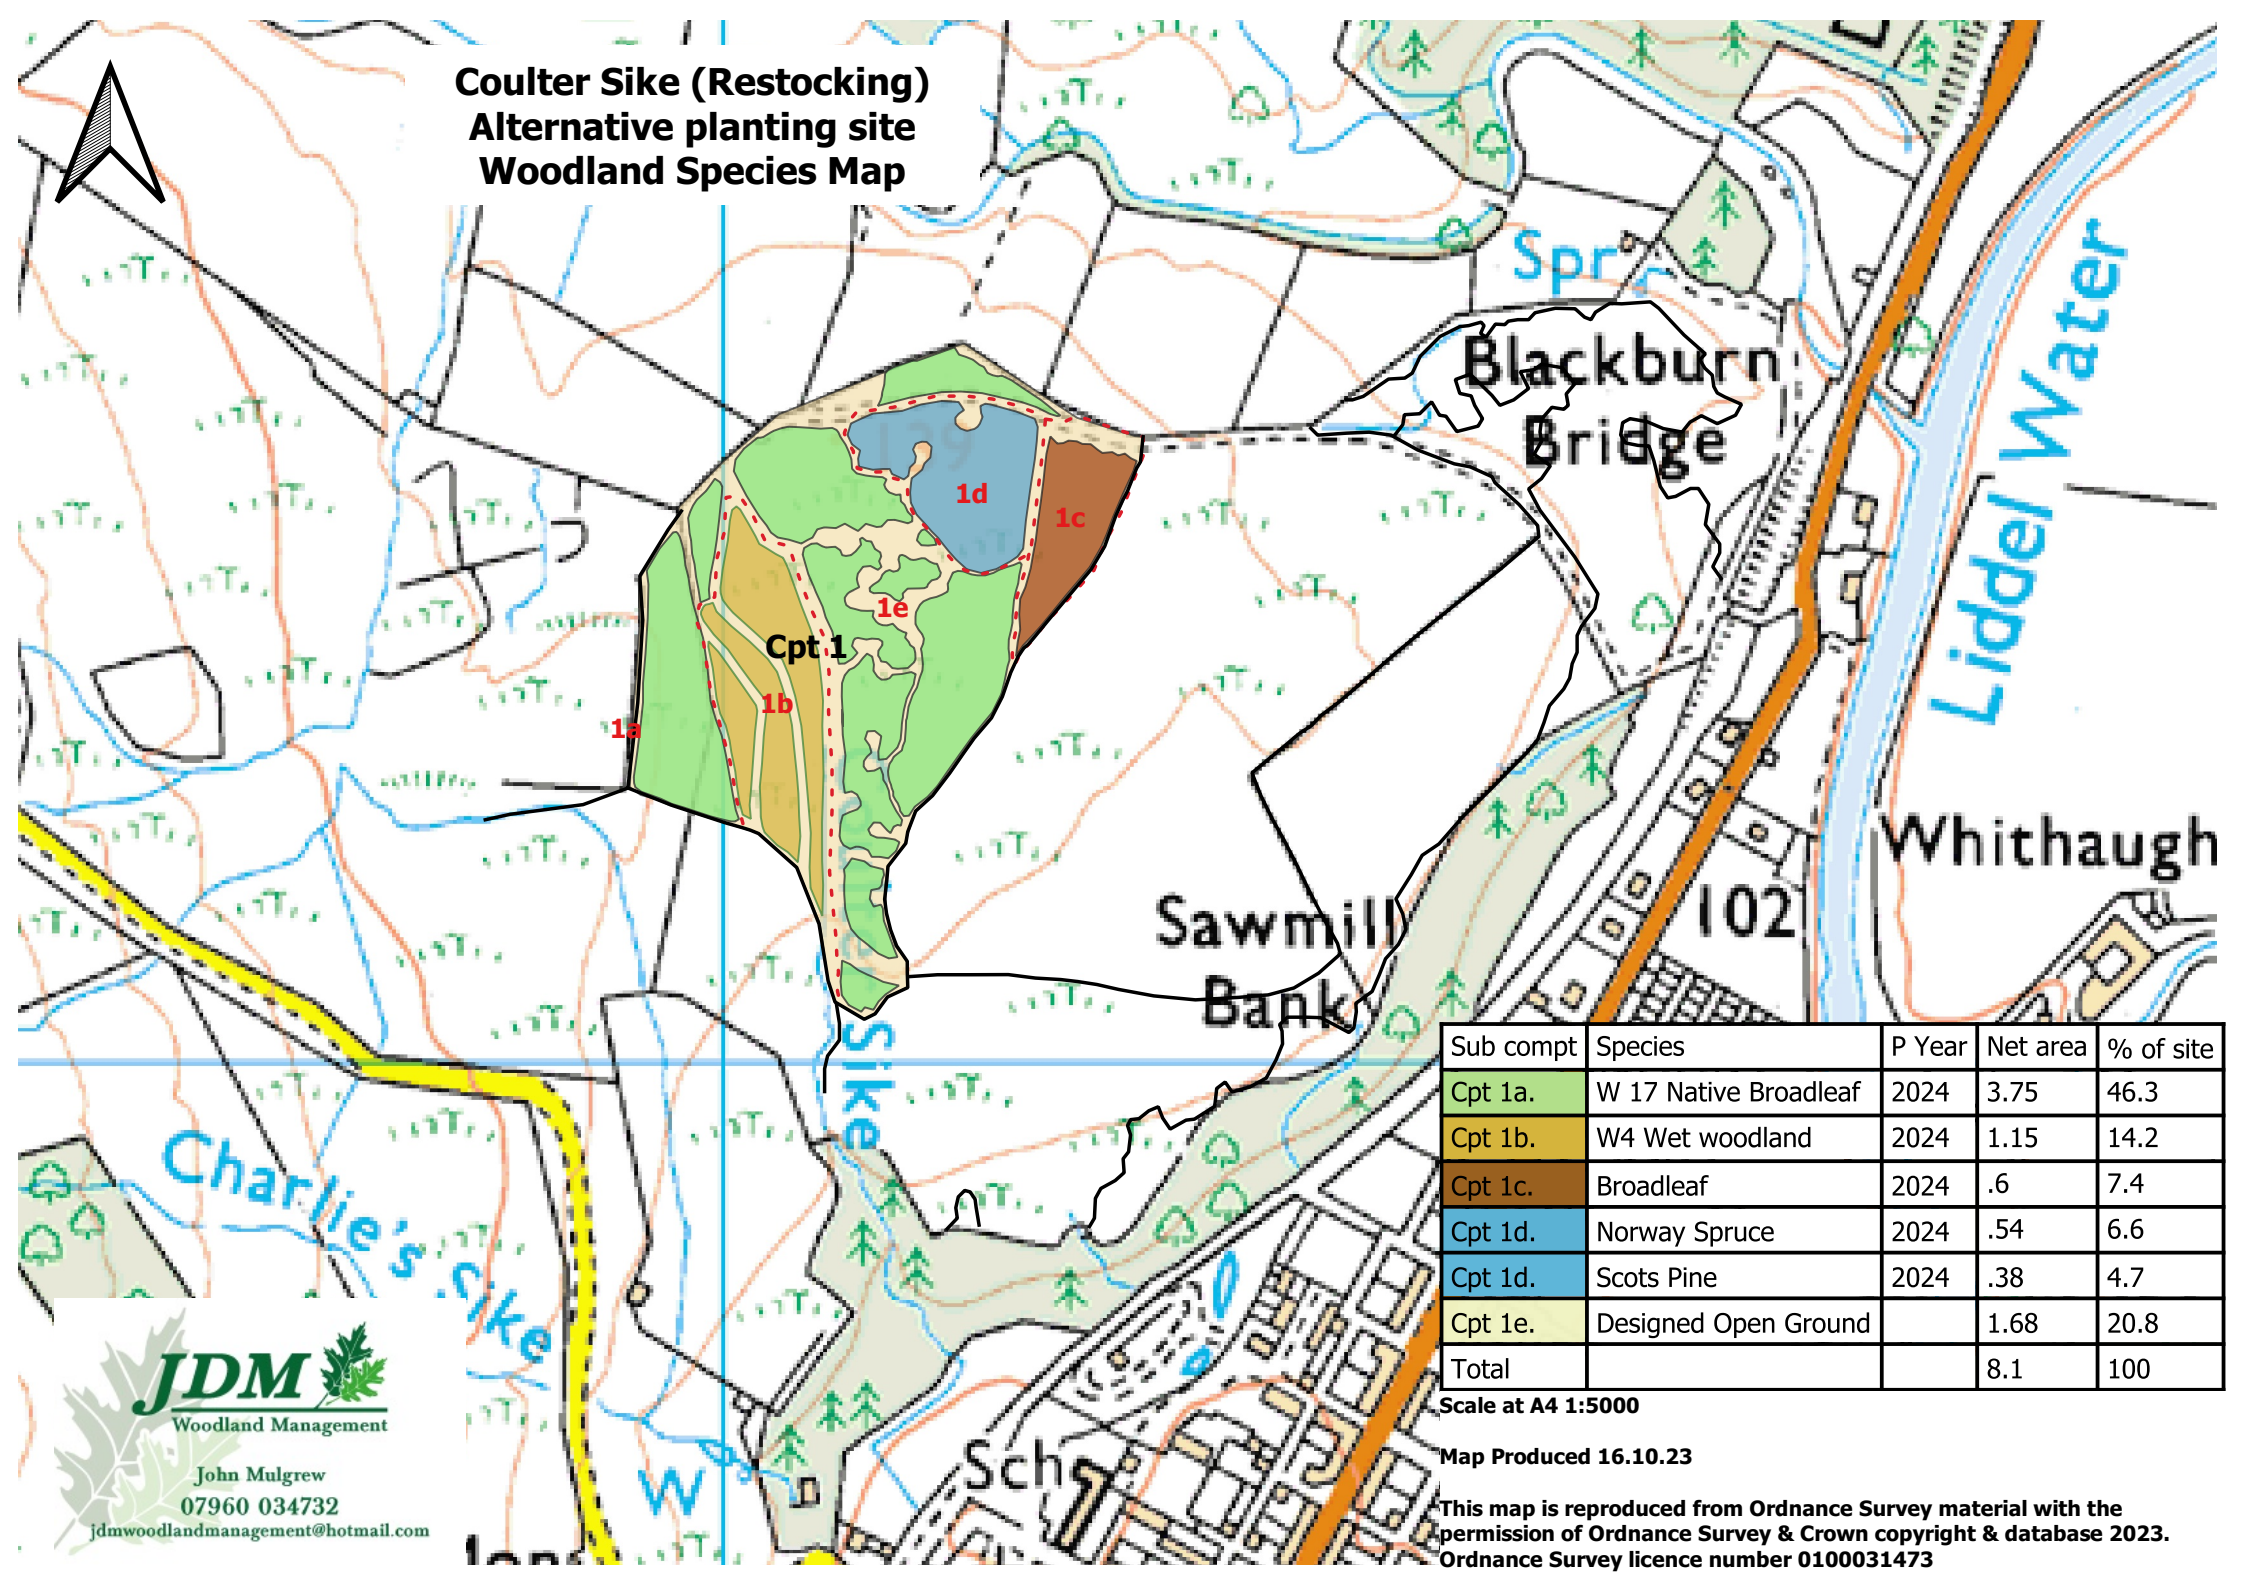 Coulter Sike (Restocking)
Alternative planting site
Woodland Species Map
Spr
Blackburn
Bridge
Liddel Water
139
1d
1c
1e
Cpt 1
1b
1a
Coulter Sike
Whithaugh
102
Sawmill
Bank
Charlie's Sike
W
Sch
Sub compt Species P Year Net area % of site
Cpt 1a. W 17 Native Broadleaf 2024 3.75 46.3
Cpt 1b. W4 Wet woodland 2024 1.15 14.2
Cpt 1c. Broadleaf 2024 .6 7.4
Cpt 1d. Norway Spruce 2024 .54 6.6
Cpt 1d. Scots Pine 2024 .38 4.7
Cpt 1e. Designed Open Ground 1.68 20.8
Total 8.1 100
Scale at A4 1:5000
Map Produced 16.10.23
This map is reproduced from Ordnance Survey material with the
permission of Ordnance Survey & Crown copyright & database 2023.
Ordnance Survey licence number 0100031473
JDM
Woodland Management
John Mulgrew
07960 034732
jdmwoodlandmanagement@hotmail.com